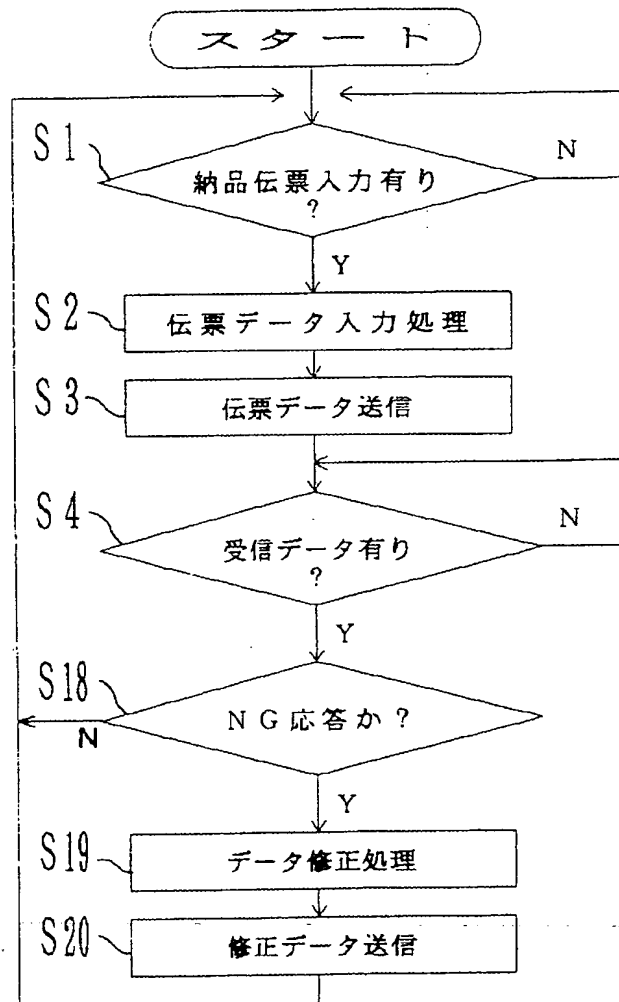 スタート
S1
納品伝票入力有り
?
N
Y
S2
伝票データ入力処理
S3
伝票データ送信
S4
受信データ有り
?
N
Y
S18
NG応答か?
N
Y
S19
データ修正処理
S20
修正データ送信